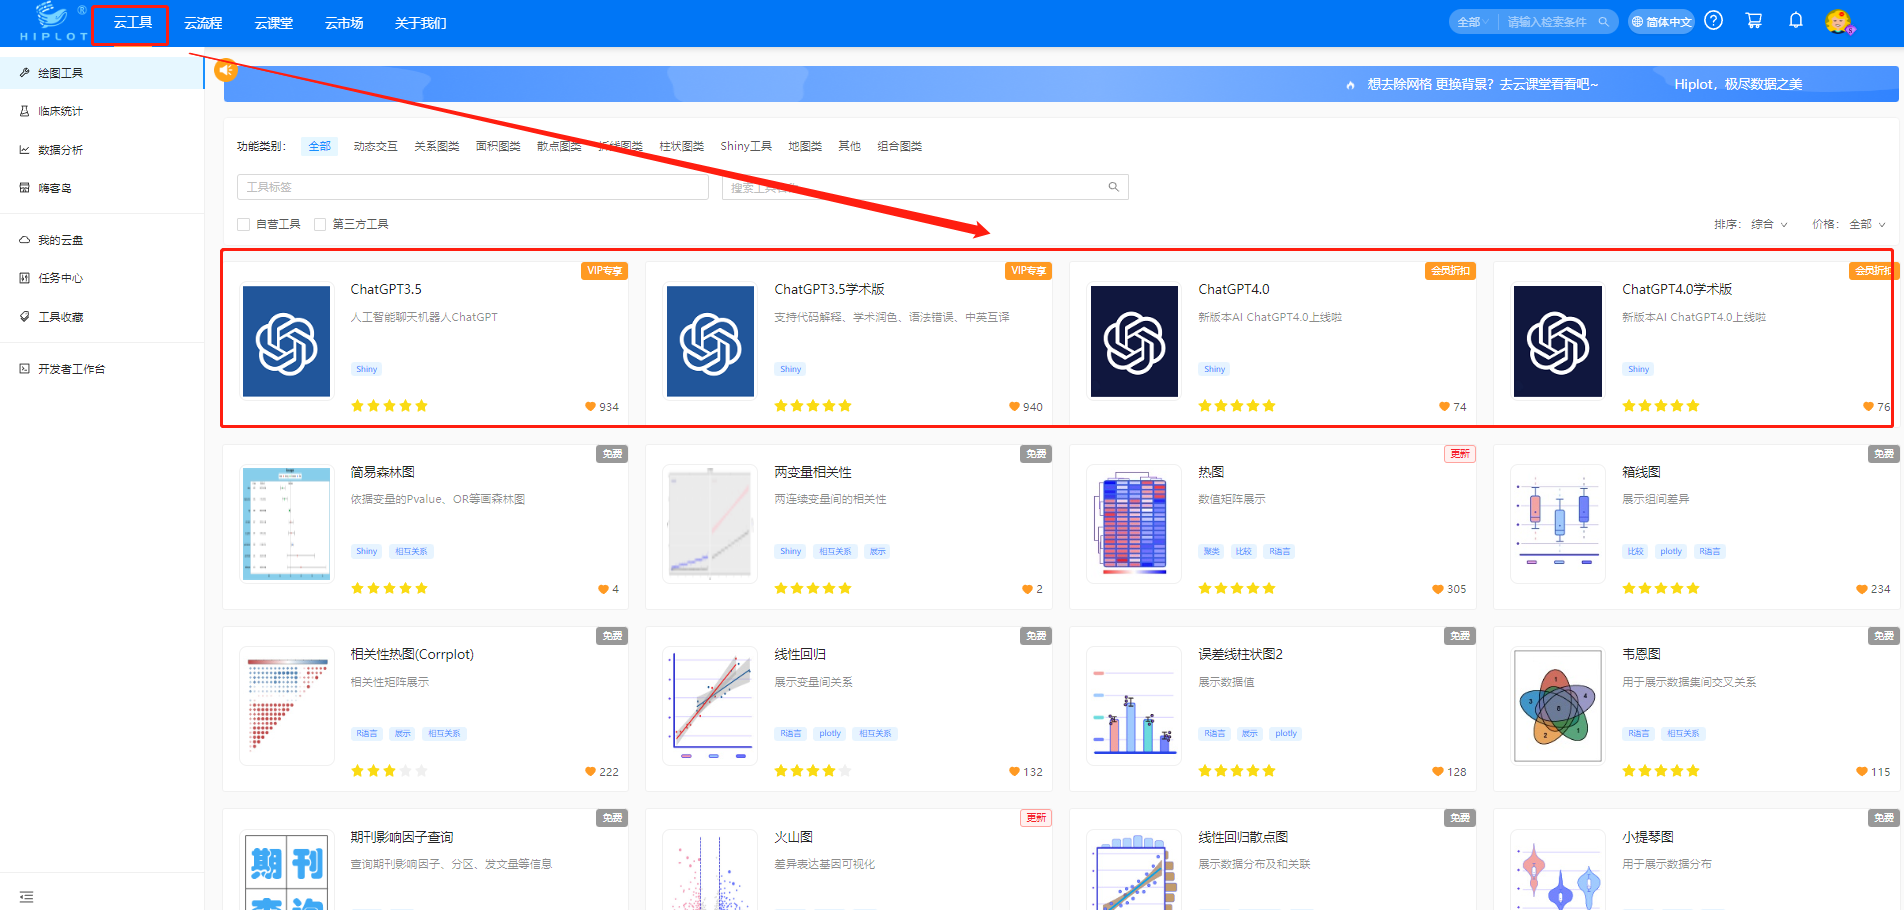 HIPLOT ®
云工具
云流程
云课堂
云市场
关于我们
全部
请输入检索条件
简体中文
绘图工具
临床统计
数据分析
嗨客岛
我的云盘
任务中心
工具收藏
开发者工作台
想去除网格 更换背景？去云课堂看看吧~
Hiplot，极尽数据之美
功能类别：
全部
动态交互
关系图类
面积图类
散点图类
折线图类
柱状图类
Shiny工具
地图类
其他
组合图类
工具标签
自营工具
第三方工具
排序： 综合
价格： 全部
VIP专享
ChatGPT3.5
人工智能聊天机器人ChatGPT
Shiny
934
VIP专享
ChatGPT3.5学术版
支持代码解释、学术润色、语法错误、中英互译
Shiny
940
会员折扣
ChatGPT4.0
新版本AI ChatGPT4.0上线啦
Shiny
74
会员折扣
ChatGPT4.0学术版
新版本AI ChatGPT4.0上线啦
Shiny
76
免费
简易森林图
依据变量的Pvalue、OR等画森林图
Shiny 相互关系
4
免费
两变量相关性
两连续变量间的相关性
Shiny 相互关系 展示
2
更新
热图
数值矩阵展示
聚类 比较 R语言
305
免费
箱线图
展示组间差异
比较 plotly R语言
234
免费
相关性热图(Corrplot)
相关性矩阵展示
R语言 展示 相互关系
222
免费
线性回归
展示变量间关系
R语言 plotly 相互关系
132
免费
误差线柱状图2
展示数据值
R语言 展示 plotly
128
免费
韦恩图
用于展示数据集间交叉关系
R语言 相互关系
115
1
3
4
6
2
1
免费
期刊影响因子查询
查询期刊影响因子、分区、发文量等信息
期刊
查询
更新
火山图
差异表达基因可视化
免费
线性回归散点图
展示数据分布及和关联
免费
小提琴图
用于展示数据分布